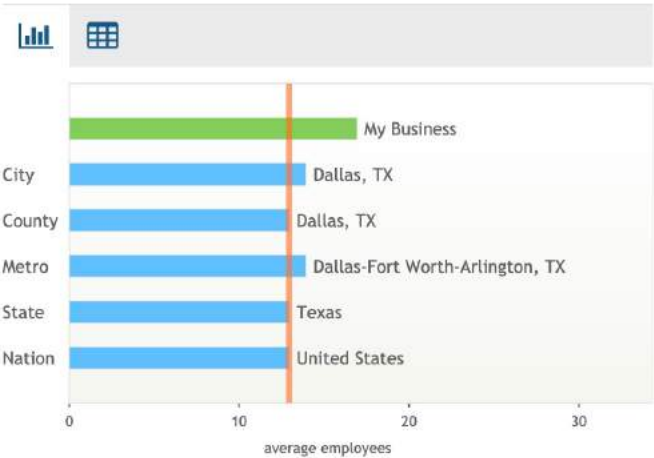 My Business
City Dallas, TX
County Dallas, TX
Metro Dallas-Fort Worth-Arlington, TX
State Texas
Nation United States
0 10 20 30
average employees